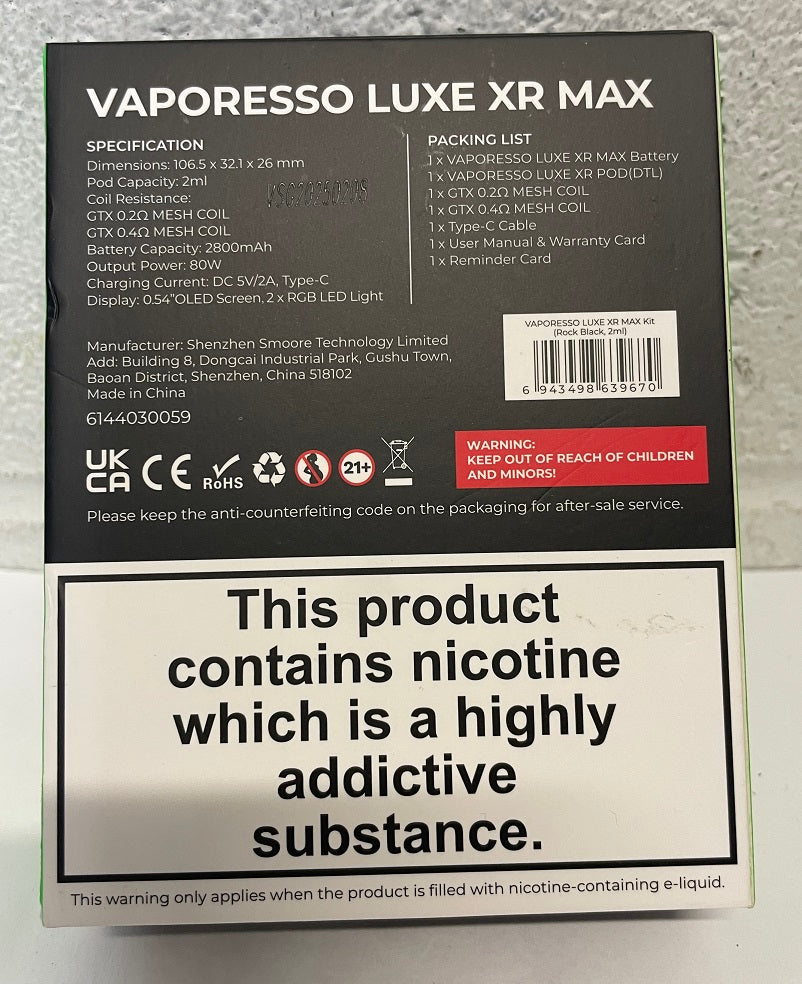 VAPORESSO LUXE XR MAX
SPECIFICATION
Dimensions: 106.5 x 32.1 x 26 mm
Pod Capacity: 2ml
Coil Resistance:
GTX 0.2Ω MESH COIL
GTX 0.4Ω MESH COIL
Battery Capacity: 2800mAh
Output Power: 80W
Charging Current: DC 5V/2A, Type-C
Display: 0.54"OLED Screen, 2 x RGB LED Light
VSG20250208
PACKING LIST
1 x VAPORESSO LUXE XR MAX Battery
1 x VAPORESSO LUXE XR POD(DTL)
1 x GTX 0.2Ω MESH COIL
1 x GTX 0.4Ω MESH COIL
1 x Type-C Cable
1 x User Manual & Warranty Card
1 x Reminder Card
Manufacturer: Shenzhen Smoore Technology Limited
Add: Building 8, Dongcai Industrial Park, Gushu Town,
Baoan District, Shenzhen, China 518102
Made in China
6144030059
VAPORESSO LUXE XR MAX Kit
(Rock Black, 2ml)
6 943498 639670
UK
CA
CE
RoHS
21+
WARNING:
KEEP OUT OF REACH OF CHILDREN
AND MINORS!
Please keep the anti-counterfeiting code on the packaging for after-sale service.
This product
contains nicotine
which is a highly
addictive
substance.
This warning only applies when the product is filled with nicotine-containing e-liquid.